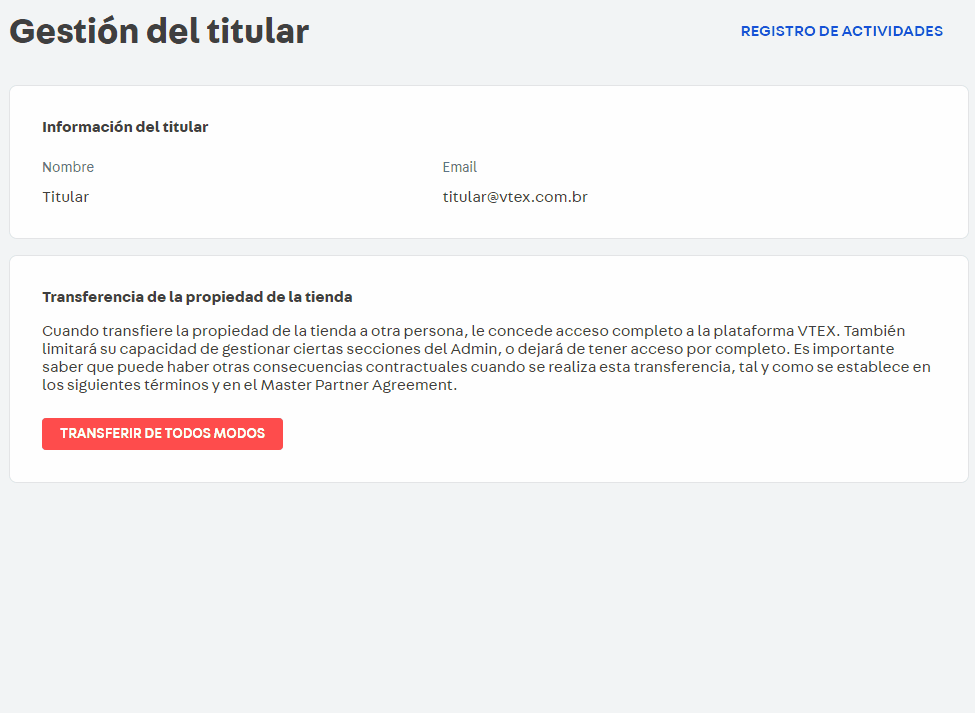 Gestión del titular
REGISTRO DE ACTIVIDADES
Información del titular
Nombre
Email
Titular
titular@vtex.com.br
Transferencia de la propiedad de la tienda
Cuando transfiere la propiedad de la tienda a otra persona, le concede acceso completo a la plataforma VTEX. También
limitará su capacidad de gestionar ciertas secciones del Admin, o dejará de tener acceso por completo. Es importante
saber que puede haber otras consecuencias contractuales cuando se realiza esta transferencia, tal y como se establece en
los siguientes términos y en el Master Partner Agreement.
TRANSFERIR DE TODOS MODOS